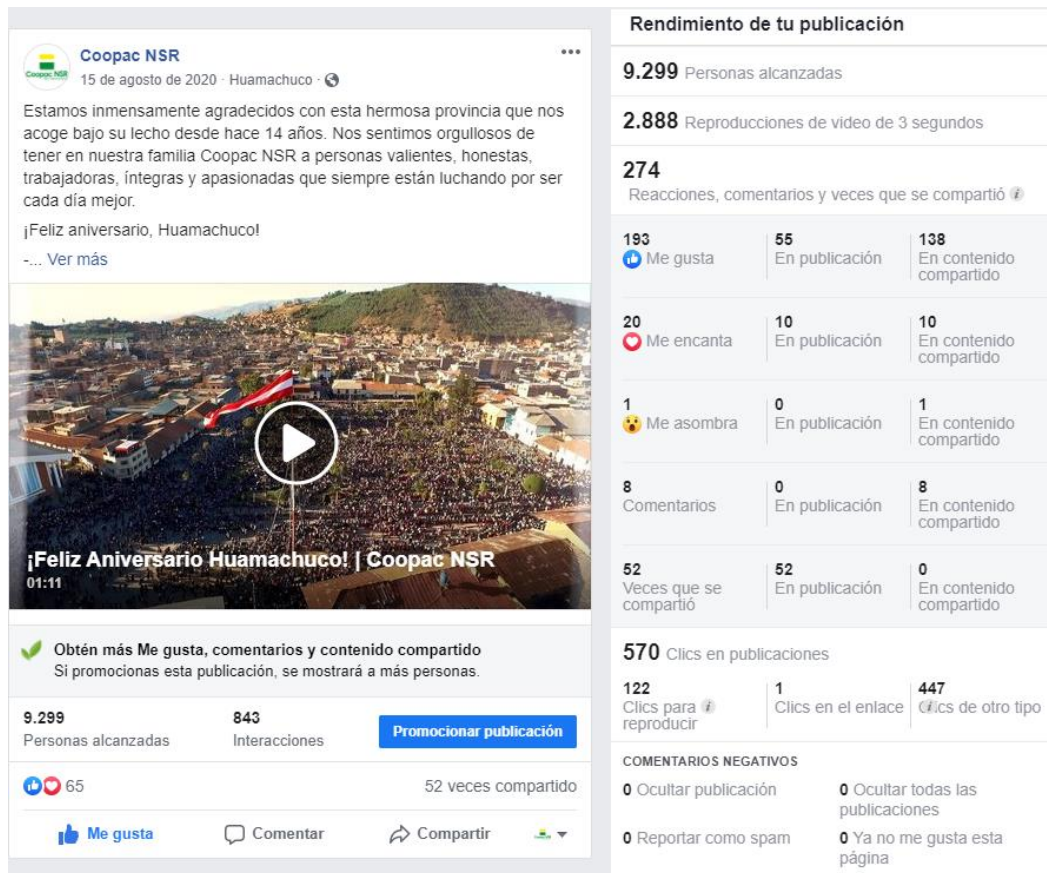 Coopac NSR
Coopac NSR
15 de agosto de 2020 · Huamachuco ·
Estamos inmensamente agradecidos con esta hermosa provincia que nos
acoge bajo su lecho desde hace 14 años. Nos sentimos orgullosos de
tener en nuestra familia Coopac NSR a personas valientes, honestas,
trabajadoras, íntegras y apasionadas que siempre están luchando por ser
cada día mejor.
¡Feliz aniversario, Huamachuco!
-... Ver más
¡Feliz Aniversario Huamachuco! | Coopac NSR
01:11
Obtén más Me gusta, comentarios y contenido compartido
Si promocionas esta publicación, se mostrará a más personas.
9.299
Personas alcanzadas
843
Interacciones
Promocionar publicación
65
52 veces compartido
Me gusta
Comentar
Compartir
Rendimiento de tu publicación
9.299 Personas alcanzadas
2.888 Reproducciones de video de 3 segundos
274
Reacciones, comentarios y veces que se compartió
193
Me gusta
55
En publicación
138
En contenido
compartido
20
Me encanta
10
En publicación
10
En contenido
compartido
1
Me asombra
0
En publicación
1
En contenido
compartido
8
Comentarios
0
En publicación
8
En contenido
compartido
52
Veces que se
compartió
52
En publicación
0
En contenido
compartido
570 Clics en publicaciones
122
Clics para
reproducir
1
Clics en el enlace
447
Clics de otro tipo
COMENTARIOS NEGATIVOS
0 Ocultar publicación
0 Ocultar todas las
publicaciones
0 Reportar como spam
0 Ya no me gusta esta
página